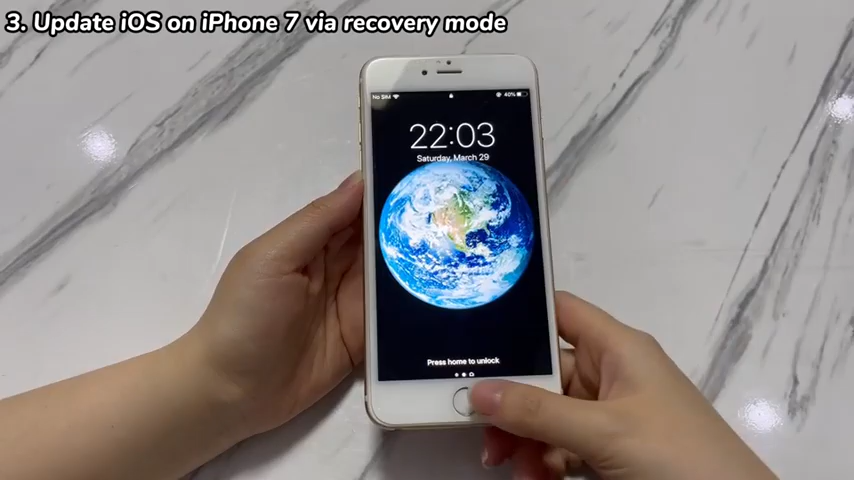 3. Update iOS on iPhone 7 via recovery mode
No SIM
40%
22:03
Saturday, March 29
Press home to unlock